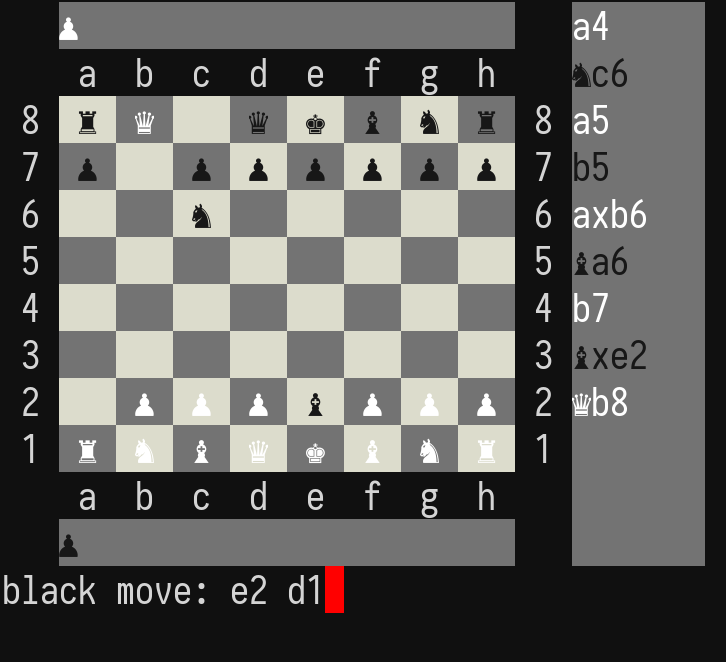 a b c d e f g h
8 ♜ ♛ ♛ ♚ ♝ ♞ ♜ 8
7 ♟ ♟ ♟ ♟ ♟ ♟ ♟ 7
6 ♞ 6
5 5
4 4
3 3
2 ♟ ♟ ♟ ♝ ♟ ♟ ♟ 2
1 ♜ ♞ ♝ ♛ ♚ ♝ ♞ ♜ 1
a b c d e f g h
black move: e2 d1
a4
♞c6
a5
b5
axb6
♝a6
b7
♝xe2
♛b8